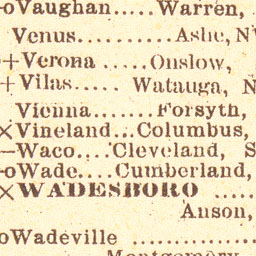 oVaughan.....Warren,
Venus..........Ashe, N
+Verona .....Onslow,
+Vilas..... Watauga, N
Vienna.......Forsyth,
×Vineland...Columbus,
—Waco....Cleveland, S
oWade....Cumberland,
×WADESBORO .....
Anson,
oWadeville ..............
Montgomery